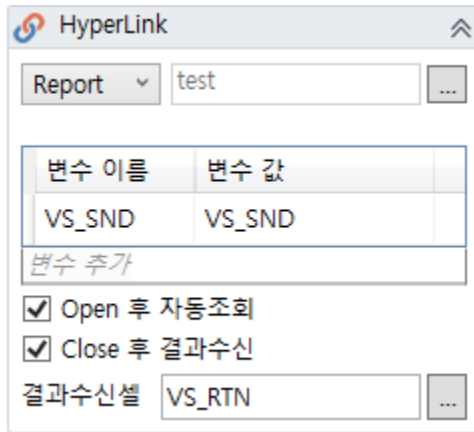 HyperLink
Report test ...
변수 이름 변수 값
VS_SND VS_SND
변수 추가
Open 후 자동조회
Close 후 결과수신
결과수신셀 VS_RTN ...